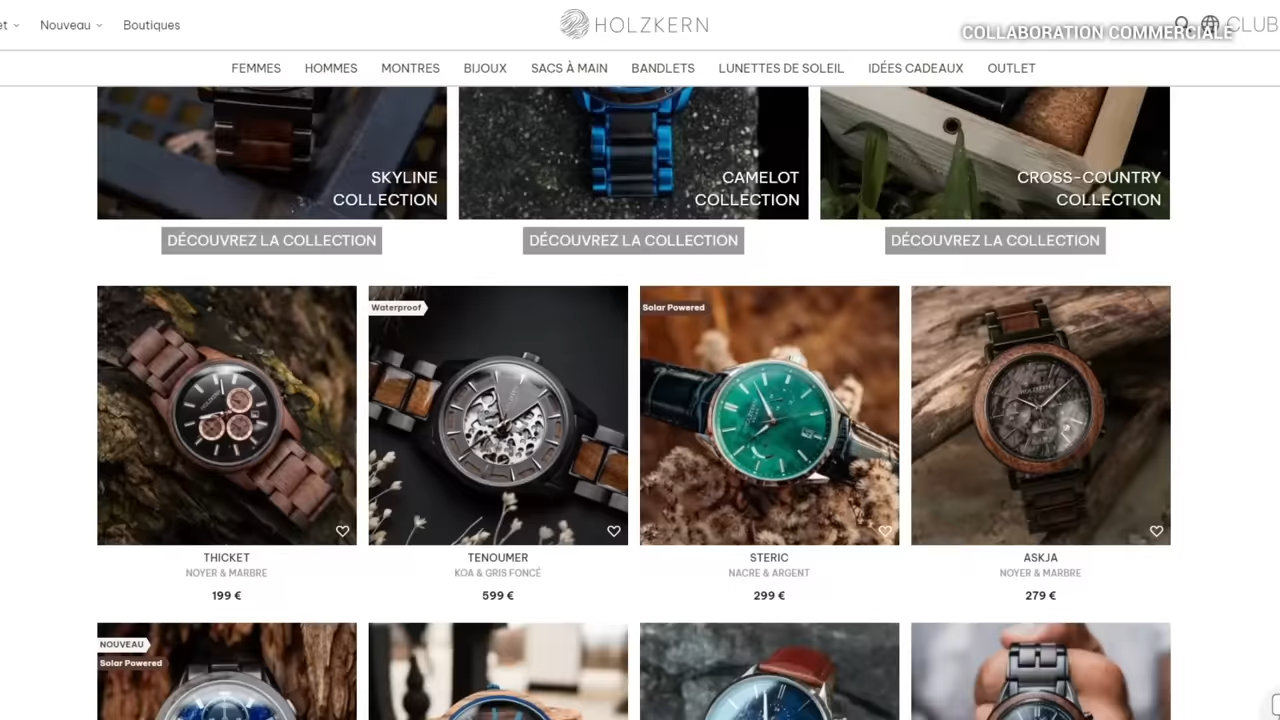 et
Nouveau
Boutiques
HOLZKERN
COLLABORATION COMMERCIALE
CLUB
FEMMES
HOMMES
MONTRES
BIJOUX
SACS À MAIN
BANDLETS
LUNETTES DE SOLEIL
IDÉES CADEAUX
OUTLET
SKYLINE
COLLECTION
CAMELOT
COLLECTION
CROSS-COUNTRY
COLLECTION
DÉCOUVREZ LA COLLECTION
DÉCOUVREZ LA COLLECTION
DÉCOUVREZ LA COLLECTION
Waterproof
Solar Powered
HOLZKERN
THICKET
NOYER & MARBRE
199 €
TENOUMER
KOA & GRIS FONCÉ
599 €
STERIC
NACRE & ARGENT
299 €
ASKJA
NOYER & MARBRE
279 €
NOUVEAU
Solar Powered